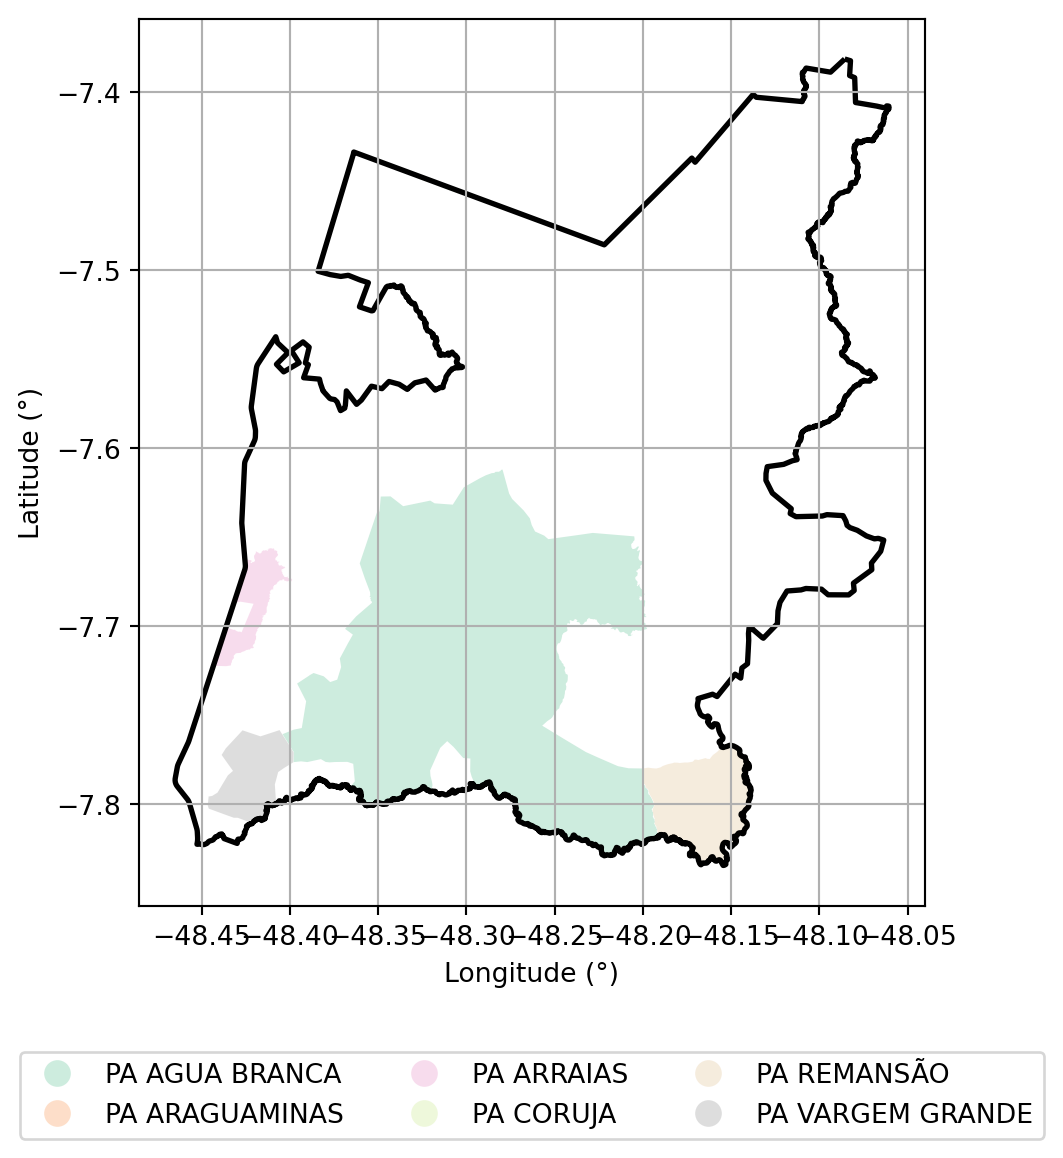 −7.4
−7.5
−7.6
−7.7
−7.8
Latitude (°)
−48.45 −48.40 −48.35 −48.30 −48.25 −48.20 −48.15 −48.10 −48.05
Longitude (°)
PA AGUA BRANCA PA ARRAIAS PA REMANSÃO
PA ARAGUAMINAS PA CORUJA PA VARGEM GRANDE